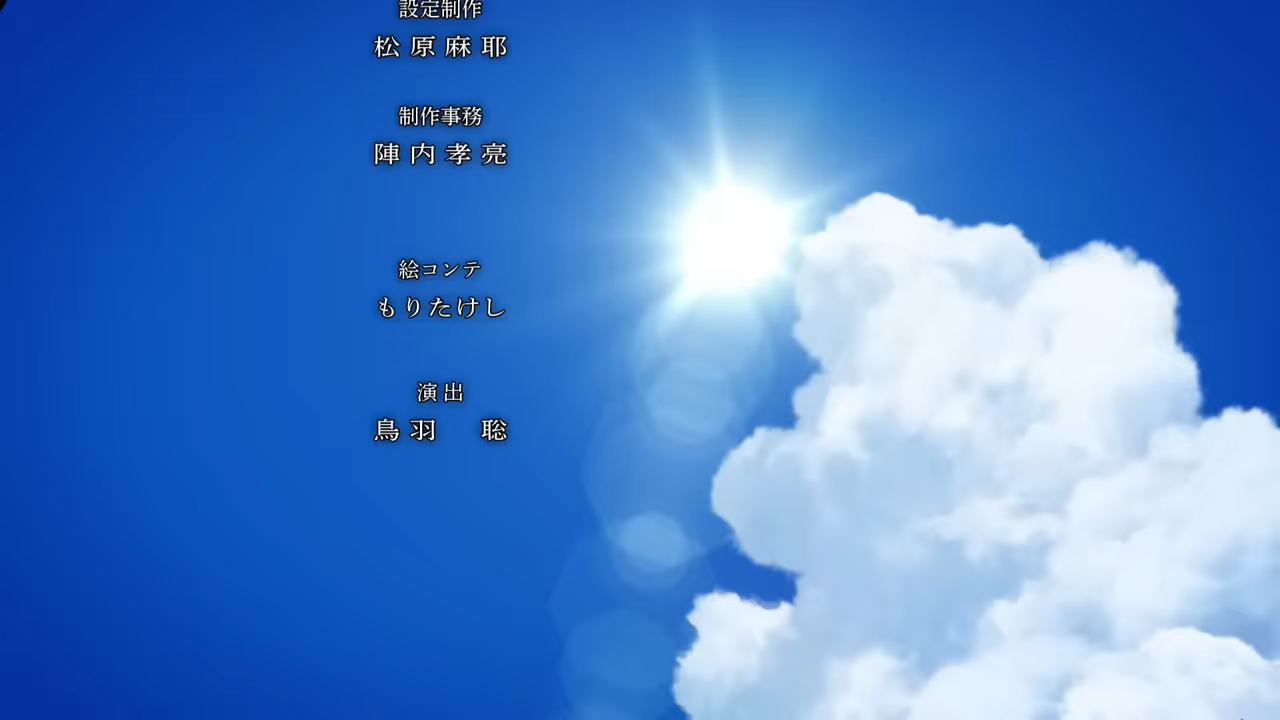 設定制作
松原麻耶
制作事務
陣内孝亮
絵コンテ
もりたけし
演出
鳥羽 聡